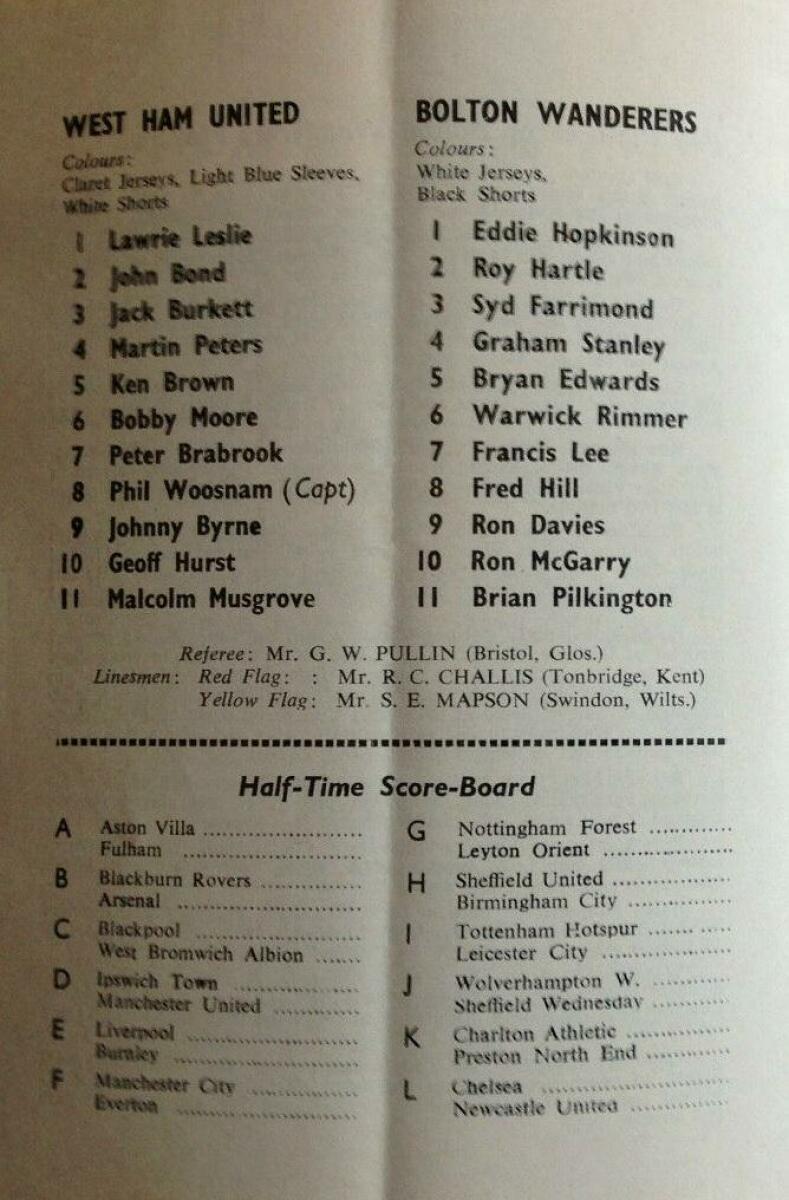 WEST HAM UNITED
Colours:
Claret Jerseys, Light Blue Sleeves,
White Shorts
1 Lawrie Leslie
2 John Bond
3 Jack Burkett
4 Martin Peters
5 Ken Brown
6 Bobby Moore
7 Peter Brabrook
8 Phil Woosnam (Capt)
9 Johnny Byrne
10 Geoff Hurst
11 Malcolm Musgrove
BOLTON WANDERERS
Colours:
White Jerseys,
Black Shorts
1 Eddie Hopkinson
2 Roy Hartle
3 Syd Farrimond
4 Graham Stanley
5 Bryan Edwards
6 Warwick Rimmer
7 Francis Lee
8 Fred Hill
9 Ron Davies
10 Ron McGarry
11 Brian Pilkington
Referee: Mr. G. W. PULLIN (Bristol, Glos.)
Linesmen: Red Flag: : Mr. R. C. CHALLIS (Tonbridge, Kent)
Yellow Flag: Mr. S. E. MAPSON (Swindon, Wilts.)
Half-Time Score-Board
A Aston Villa ........................
Fulham ...........................
B Blackburn Rovers ...............
Arsenal ...........................
C Blackpool ........................
West Bromwich Albion .......
D Ipswich Town ..................
Manchester United ............
E Liverpool ........................
Burnley ...........................
F Manchester City ...............
Everton ...........................
G Nottingham Forest ............
Leyton Orient ..................
H Sheffield United ...............
Birmingham City ...............
I Tottenham Hotspur ............
Leicester City ..................
J Wolverhampton W. ............
Sheffield Wednesday ............
K Charlton Athletic ...............
Preston North End ............
L Chelsea ...........................
Newcastle United ...............